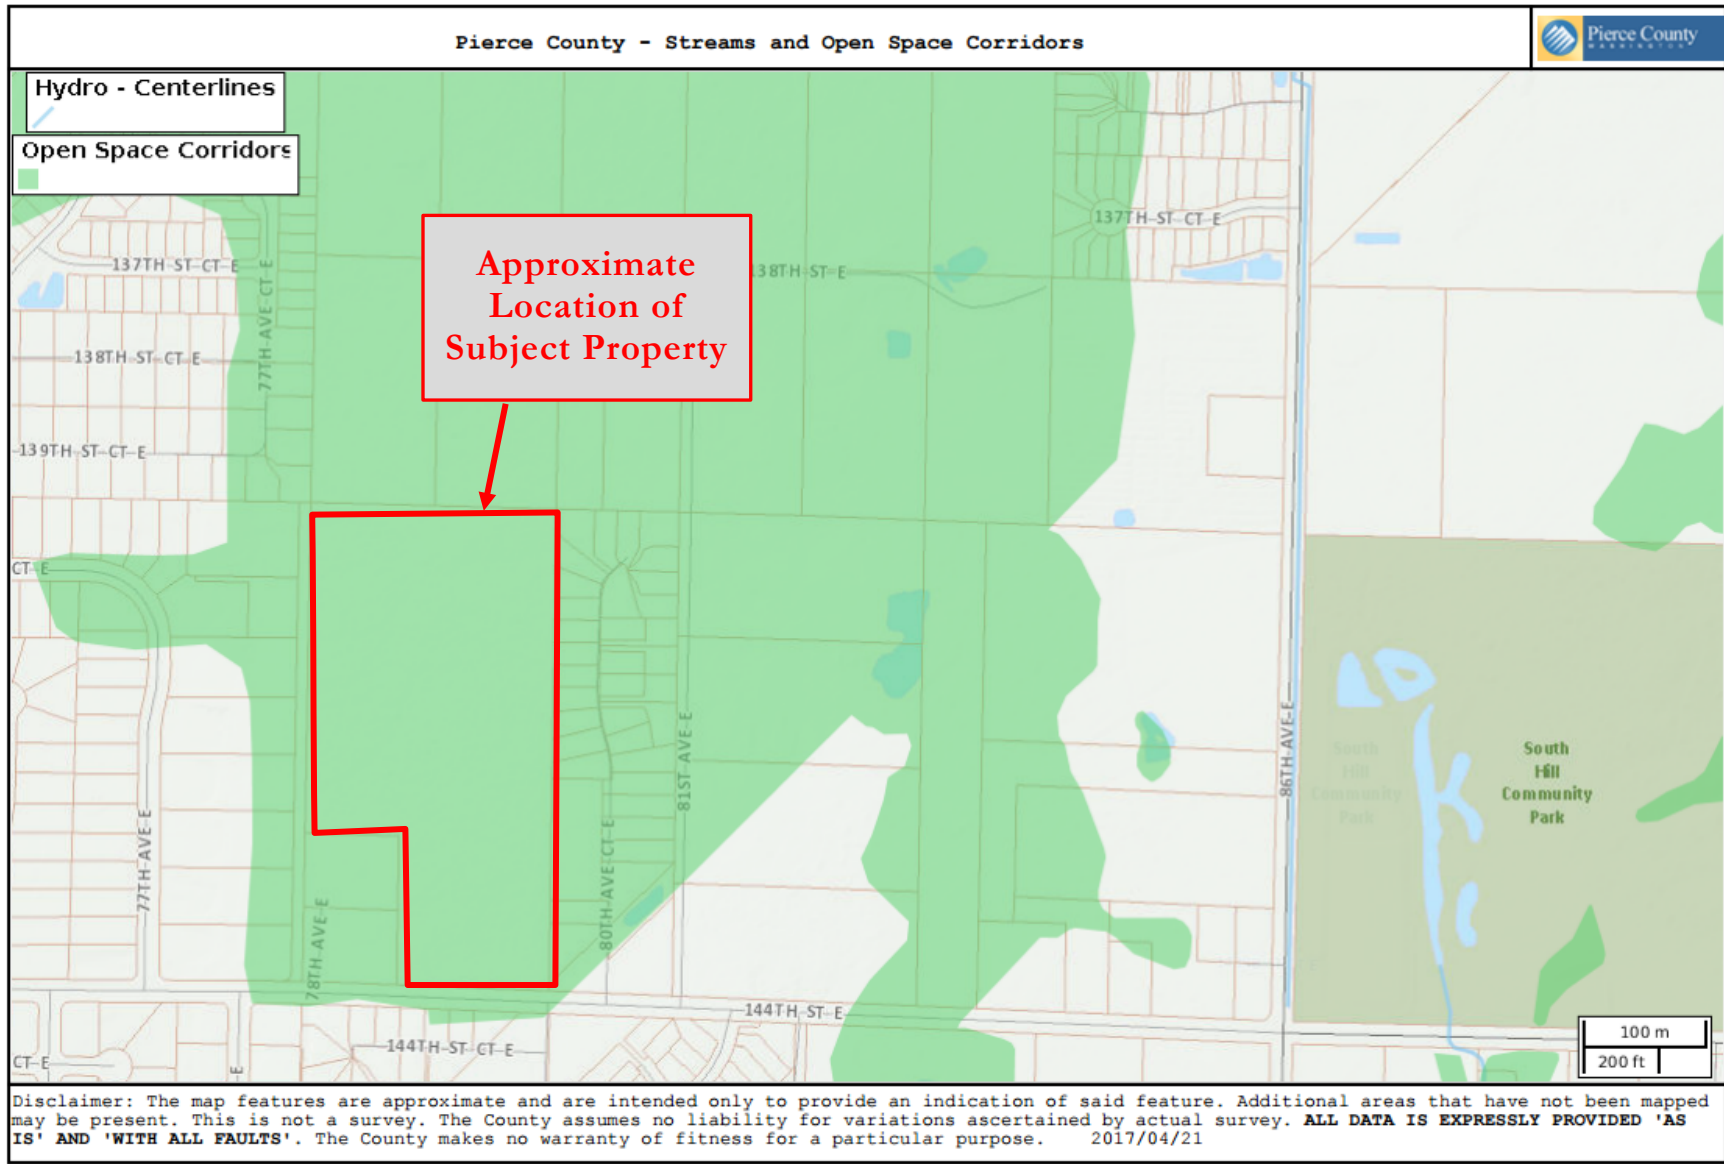 Pierce County - Streams and Open Space Corridors
Pierce County
WASHINGTON
Hydro - Centerlines
Open Space Corridors
Approximate
Location of
Subject Property
137TH-ST-CT-E
137TH-ST-CT-E
138TH-ST-E
77TH-AVE-CT-E
138TH-ST-CT-E
139TH-ST-CT-E
CT-E
86TH-AVE-E
81ST-AVE-E
South
Hill
Community
Park
South
Hill
Community
Park
77TH-AVE-E
80TH-AVE-CT-E
78TH-AVE-E
144TH-ST-E
144TH-ST-CT-E
CT-E
E
100 m
200 ft
Disclaimer: The map features are approximate and are intended only to provide an indication of said feature. Additional areas that have not been mapped
may be present. This is not a survey. The County assumes no liability for variations ascertained by actual survey. ALL DATA IS EXPRESSLY PROVIDED 'AS
IS' AND 'WITH ALL FAULTS'. The County makes no warranty of fitness for a particular purpose. 2017/04/21